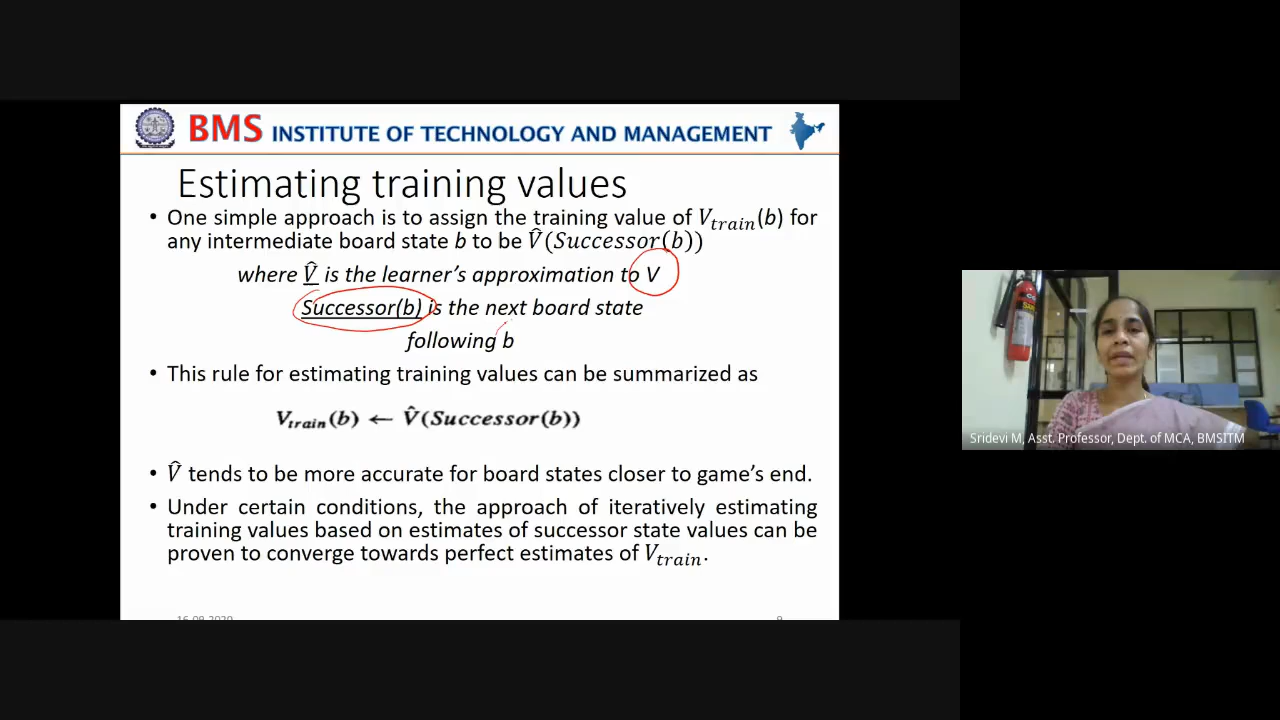 BMS INSTITUTE OF TECHNOLOGY AND MANAGEMENT
Estimating training values
• One simple approach is to assign the training value of V_train(b) for
any intermediate board state b to be V̂(Successor(b))
where V̂ is the learner's approximation to V
Successor(b) is the next board state
following b
• This rule for estimating training values can be summarized as
V_train(b) ← V̂(Successor(b))
• V̂ tends to be more accurate for board states closer to game's end.
• Under certain conditions, the approach of iteratively estimating
training values based on estimates of successor state values can be
proven to converge towards perfect estimates of V_train.
Sridevi M, Asst. Professor, Dept. of MCA, BMSITM